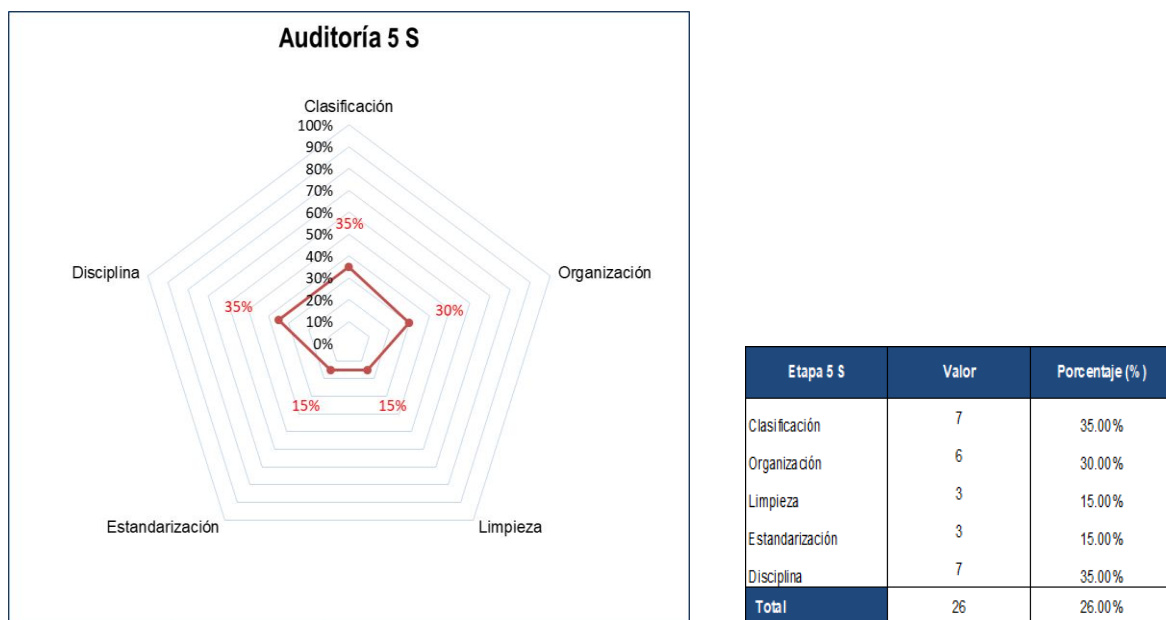 Auditoría 5 S
Clasificación
100%
90%
80%
70%
60%
35%
50%
40%
30%
20%
10%
0%
Disciplina
Organización
35%
30%
15%
15%
Estandarización
Limpieza
Etapa 5 S Valor Porcentaje (%)
Clasificación 7 35.00%
Organización 6 30.00%
Limpieza 3 15.00%
Estandarización 3 15.00%
Disciplina 7 35.00%
Total 26 26.00%